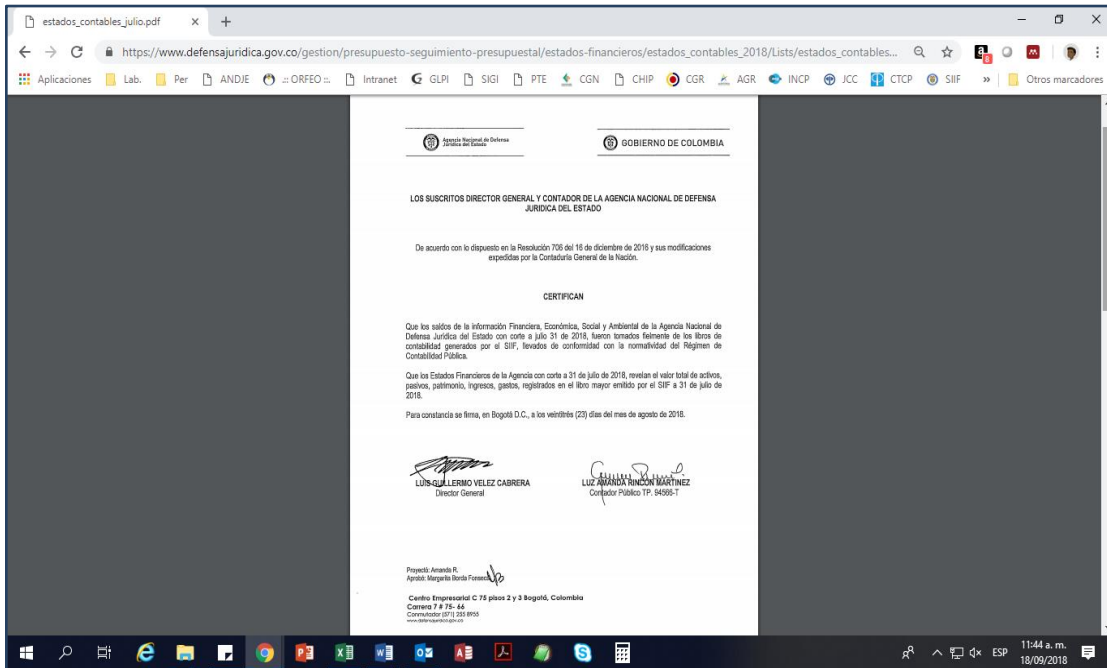 estados_contables_julio.pdf
https://www.defensajuridica.gov.co/gestion/presupuesto-seguimiento-presupuestal/estados-financieros/estados_contables_2018/Lists/estados_contables...
Aplicaciones Lab. Per ANDJE .:: ORFEO ::. Intranet GLPI SIGI PTE CGN CHIP CGR AGR INCP JCC CTCP SIIF » Otros marcadores
Agencia Nacional de Defensa
Jurídica del Estado
GOBIERNO DE COLOMBIA
LOS SUSCRITOS DIRECTOR GENERAL Y CONTADOR DE LA AGENCIA NACIONAL DE DEFENSA
JURIDICA DEL ESTADO
De acuerdo con lo dispuesto en la Resolución 706 del 16 de diciembre de 2016 y sus modificaciones
expedidas por la Contaduría General de la Nación.
CERTIFICAN
Que los saldos de la información Financiera, Económica, Social y Ambiental de la Agencia Nacional de
Defensa Jurídica del Estado con corte a julio 31 de 2018, fueron tomados fielmente de los libros de
contabilidad generados por el SIIF, llevados de conformidad con la normatividad del Régimen de
Contabilidad Pública.
Que los Estados Financieros de la Agencia con corte a 31 de julio de 2018, revelan el valor total de activos,
pasivos, patrimonio, ingresos, gastos, registrados en el libro mayor emitido por el SIIF a 31 de julio de
2018.
Para constancia se firma, en Bogotá D.C., a los veintitrés (23) días del mes de agosto de 2018.
LUIS GUILLERMO VELEZ CABRERA
Director General
LUZ AMANDA RINCON MARTINEZ
Contador Público TP. 94566-T
Proyectó: Amanda R.
Aprobó: Margarita Borda Fonseca
Centro Empresarial C 75 pisos 2 y 3 Bogotá, Colombia
Carrera 7 # 75- 66
Conmutador (571) 255 8955
www.defensajuridica.gov.co
ESP
11:44 a. m.
18/09/2018